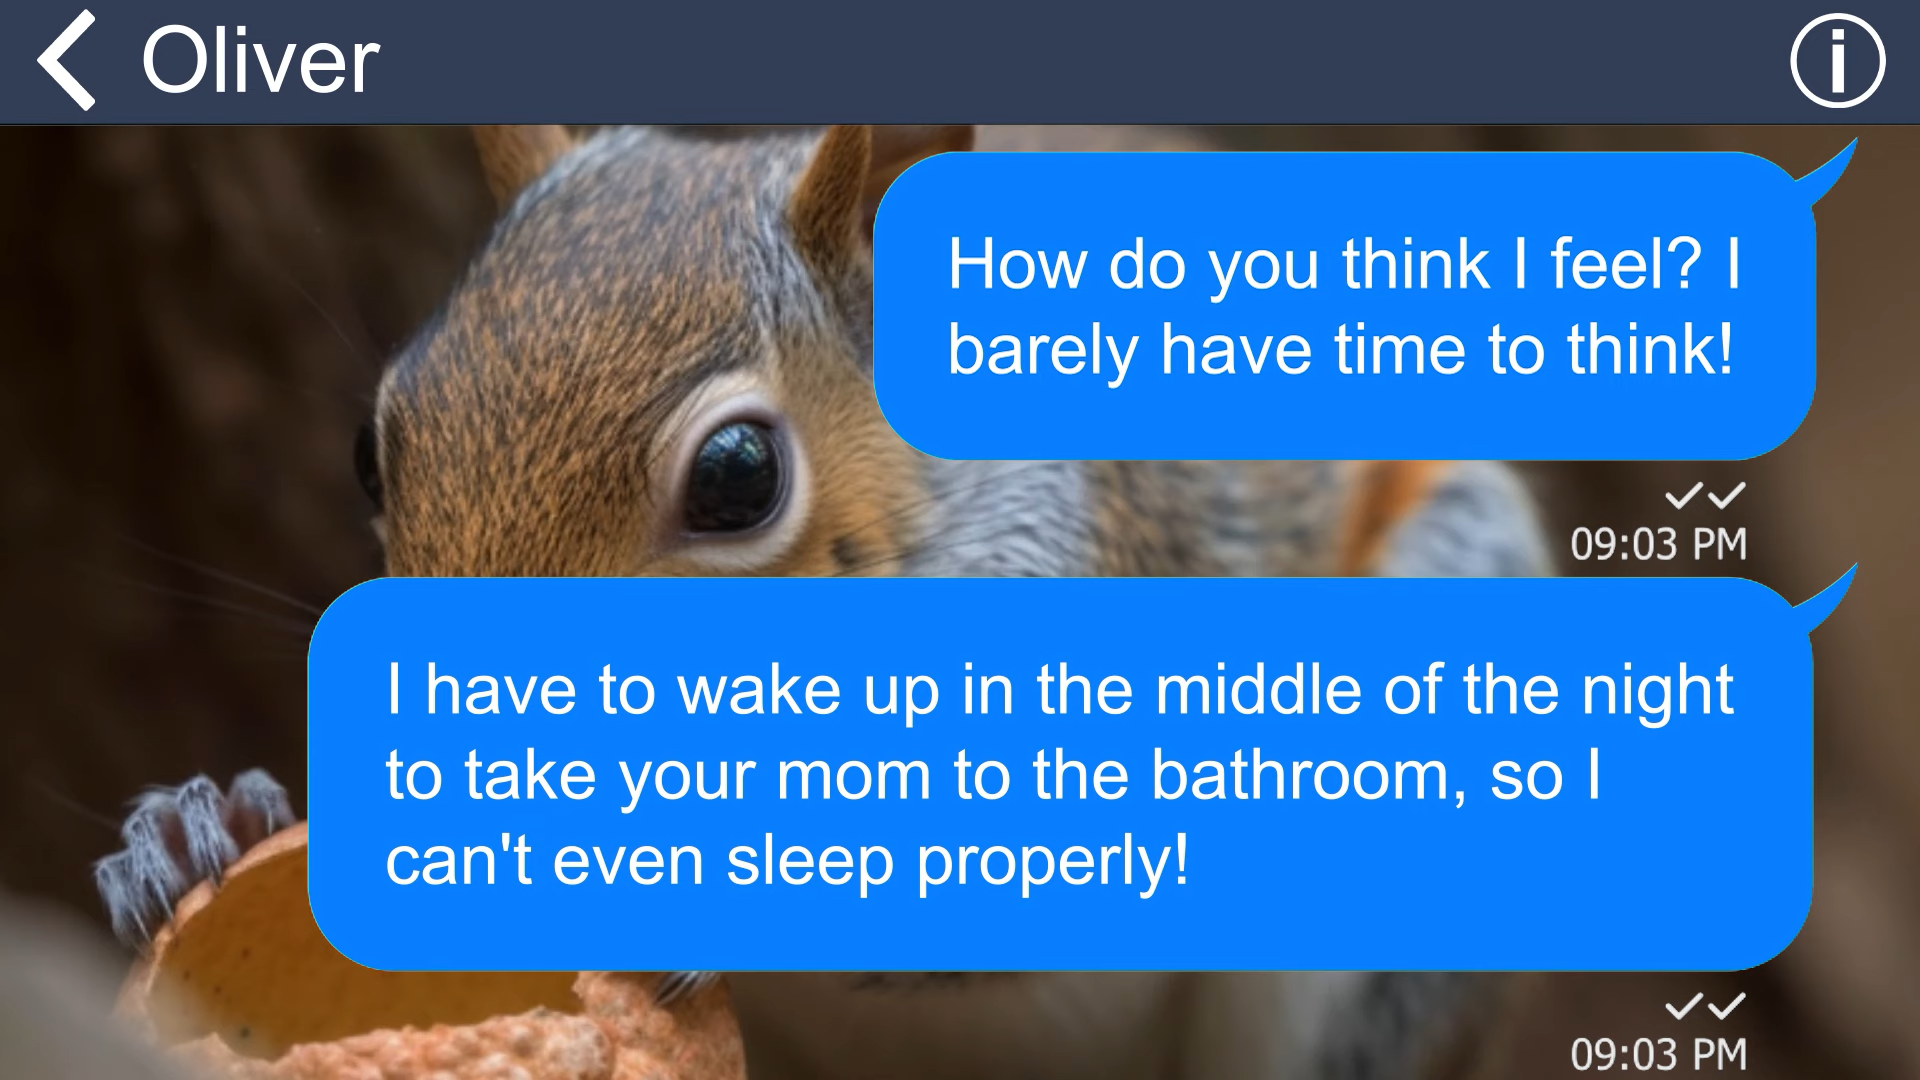 Oliver
How do you think I feel? I
barely have time to think!
09:03 PM
I have to wake up in the middle of the night
to take your mom to the bathroom, so I
can't even sleep properly!
09:03 PM